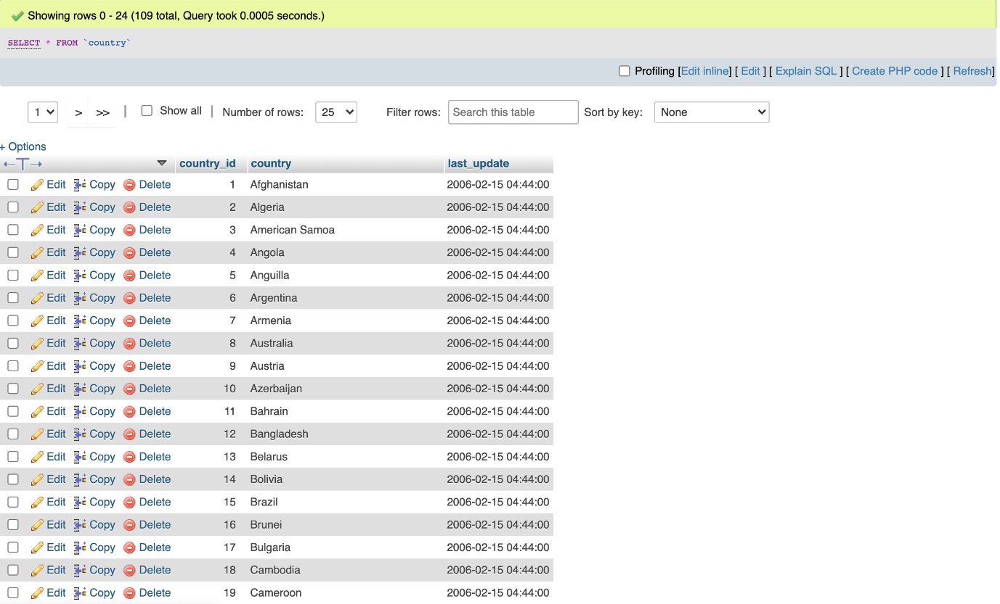 Showing rows 0 - 24 (109 total, Query took 0.0005 seconds.)
SELECT * FROM `country`
Profiling [Edit inline] [ Edit ] [ Explain SQL ] [ Create PHP code ] [ Refresh]
1 > >> | Show all | Number of rows: 25 Filter rows: Search this table Sort by key: None
+ Options
←T→ country_id country last_update
Edit Copy Delete 1 Afghanistan 2006-02-15 04:44:00
Edit Copy Delete 2 Algeria 2006-02-15 04:44:00
Edit Copy Delete 3 American Samoa 2006-02-15 04:44:00
Edit Copy Delete 4 Angola 2006-02-15 04:44:00
Edit Copy Delete 5 Anguilla 2006-02-15 04:44:00
Edit Copy Delete 6 Argentina 2006-02-15 04:44:00
Edit Copy Delete 7 Armenia 2006-02-15 04:44:00
Edit Copy Delete 8 Australia 2006-02-15 04:44:00
Edit Copy Delete 9 Austria 2006-02-15 04:44:00
Edit Copy Delete 10 Azerbaijan 2006-02-15 04:44:00
Edit Copy Delete 11 Bahrain 2006-02-15 04:44:00
Edit Copy Delete 12 Bangladesh 2006-02-15 04:44:00
Edit Copy Delete 13 Belarus 2006-02-15 04:44:00
Edit Copy Delete 14 Bolivia 2006-02-15 04:44:00
Edit Copy Delete 15 Brazil 2006-02-15 04:44:00
Edit Copy Delete 16 Brunei 2006-02-15 04:44:00
Edit Copy Delete 17 Bulgaria 2006-02-15 04:44:00
Edit Copy Delete 18 Cambodia 2006-02-15 04:44:00
Edit Copy Delete 19 Cameroon 2006-02-15 04:44:00